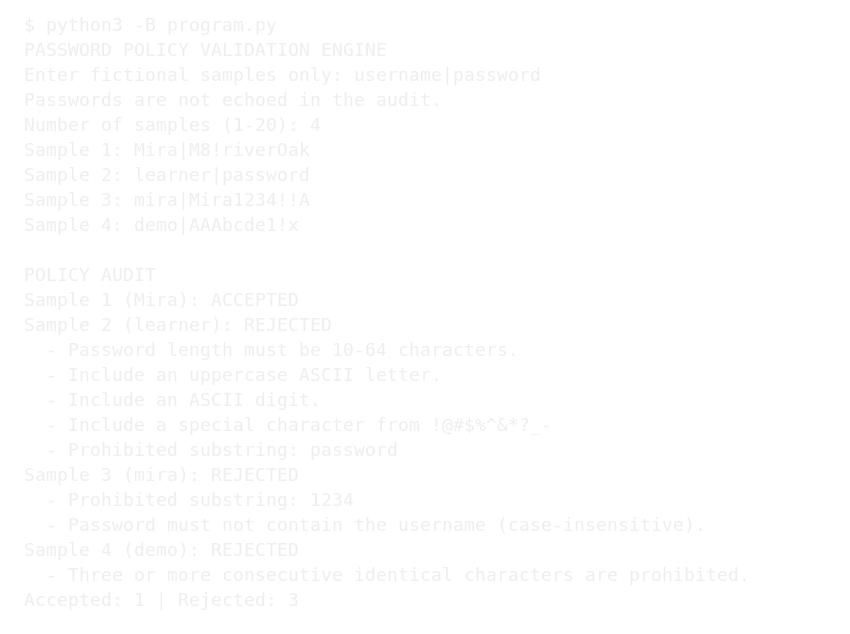 $ python3 -B program.py
PASSWORD POLICY VALIDATION ENGINE
Enter fictional samples only: username|password
Passwords are not echoed in the audit.
Number of samples (1-20): 4
Sample 1: Mira|M8!riverOak
Sample 2: learner|password
Sample 3: mira|Mira1234!!A
Sample 4: demo|AAAbcde1!x

POLICY AUDIT
Sample 1 (Mira): ACCEPTED
Sample 2 (learner): REJECTED
  - Password length must be 10-64 characters.
  - Include an uppercase ASCII letter.
  - Include an ASCII digit.
  - Include a special character from !@#$%^&*?_-
  - Prohibited substring: password
Sample 3 (mira): REJECTED
  - Prohibited substring: 1234
  - Password must not contain the username (case-insensitive).
Sample 4 (demo): REJECTED
  - Three or more consecutive identical characters are prohibited.
Accepted: 1 | Rejected: 3